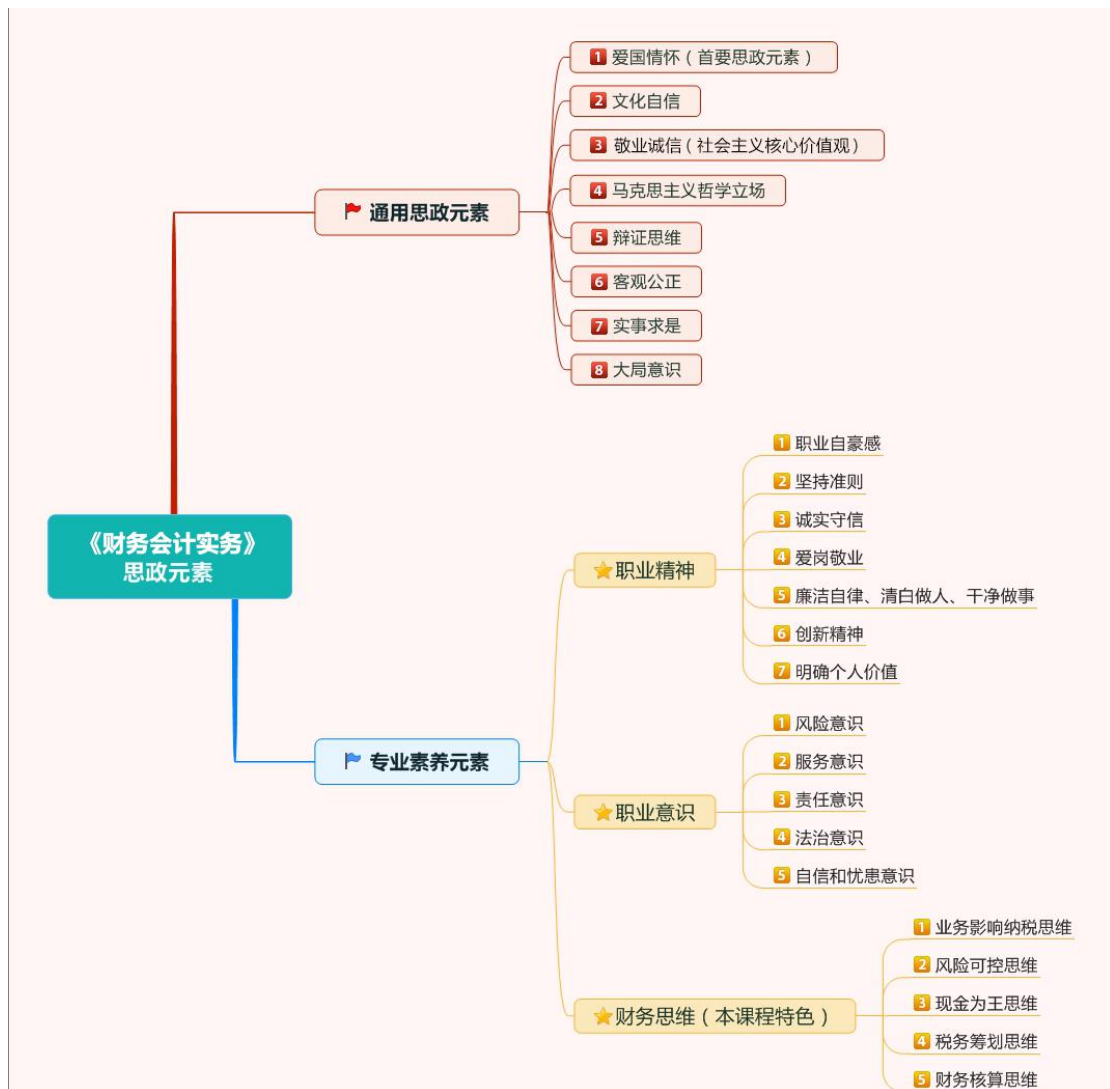 1 爱国情怀（首要思政元素）
2 文化自信
3 敬业诚信（社会主义核心价值观）
4 马克思主义哲学立场
通用思政元素
5 辩证思维
6 客观公正
7 实事求是
8 大局意识
《财务会计实务》
思政元素
专业素养元素
职业精神
1 职业自豪感
2 坚持准则
3 诚实守信
4 爱岗敬业
5 廉洁自律、清白做人、干净做事
6 创新精神
7 明确个人价值
职业意识
1 风险意识
2 服务意识
3 责任意识
4 法治意识
5 自信和忧患意识
财务思维（本课程特色）
1 业务影响纳税思维
2 风险可控思维
3 现金为王思维
4 税务筹划思维
5 财务核算思维